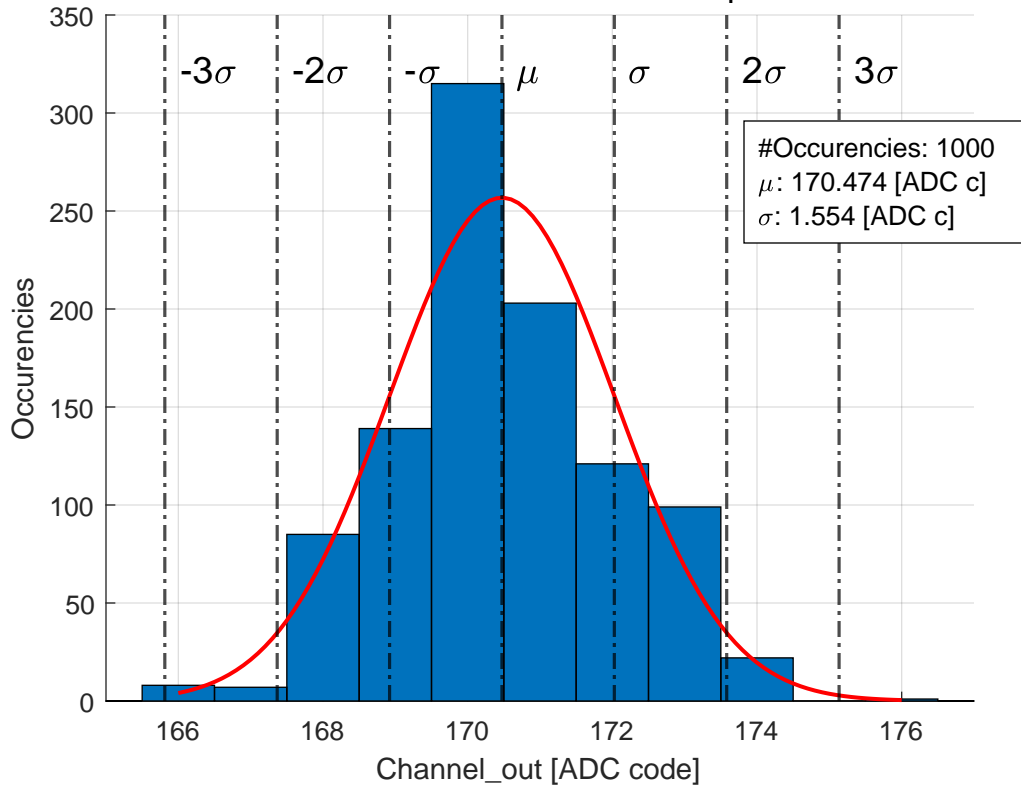 350
300
250
200
150
100
50
0
Occurencies
-3σ
-2σ
-σ
μ
σ
2σ
3σ
#Occurencies: 1000
μ: 170.474 [ADC c]
σ: 1.554 [ADC c]
166
168
170
172
174
176
Channel_out [ADC code]